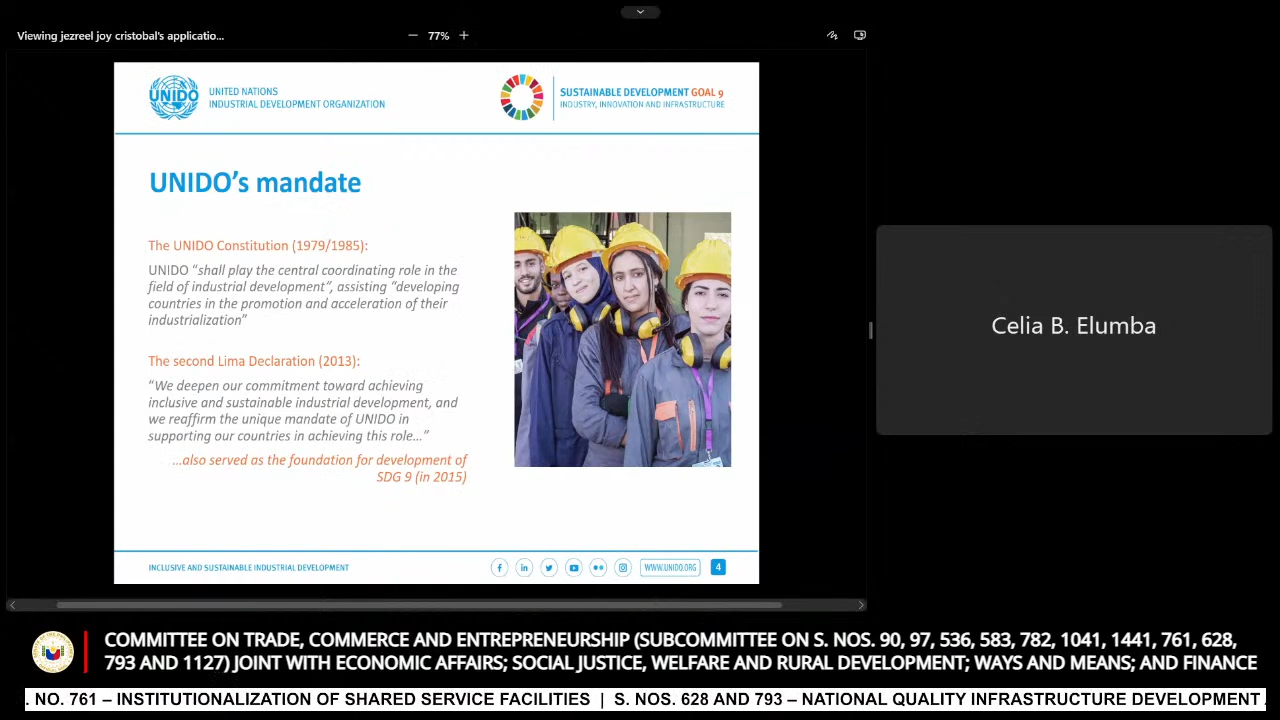 Viewing jezreel joy cristobal's applicatio...
77%
UNIDO
UNITED NATIONS
INDUSTRIAL DEVELOPMENT ORGANIZATION
SUSTAINABLE DEVELOPMENT GOAL 9
INDUSTRY, INNOVATION AND INFRASTRUCTURE
UNIDO's mandate
The UNIDO Constitution (1979/1985):
UNIDO “shall play the central coordinating role in the
field of industrial development”, assisting “developing
countries in the promotion and acceleration of their
industrialization”
The second Lima Declaration (2013):
“We deepen our commitment toward achieving
inclusive and sustainable industrial development, and
we reaffirm the unique mandate of UNIDO in
supporting our countries in achieving this role…”
…also served as the foundation for development of
SDG 9 (in 2015)
INCLUSIVE AND SUSTAINABLE INDUSTRIAL DEVELOPMENT
WWW.UNIDO.ORG
4
Celia B. Elumba
COMMITTEE ON TRADE, COMMERCE AND ENTREPRENEURSHIP (SUBCOMMITTEE ON S. NOS. 90, 97, 536, 583, 782, 1041, 1441, 761, 628,
793 AND 1127) JOINT WITH ECONOMIC AFFAIRS; SOCIAL JUSTICE, WELFARE AND RURAL DEVELOPMENT; WAYS AND MEANS; AND FINANCE
. NO. 761 – INSTITUTIONALIZATION OF SHARED SERVICE FACILITIES | S. NOS. 628 AND 793 – NATIONAL QUALITY INFRASTRUCTURE DEVELOPMENT